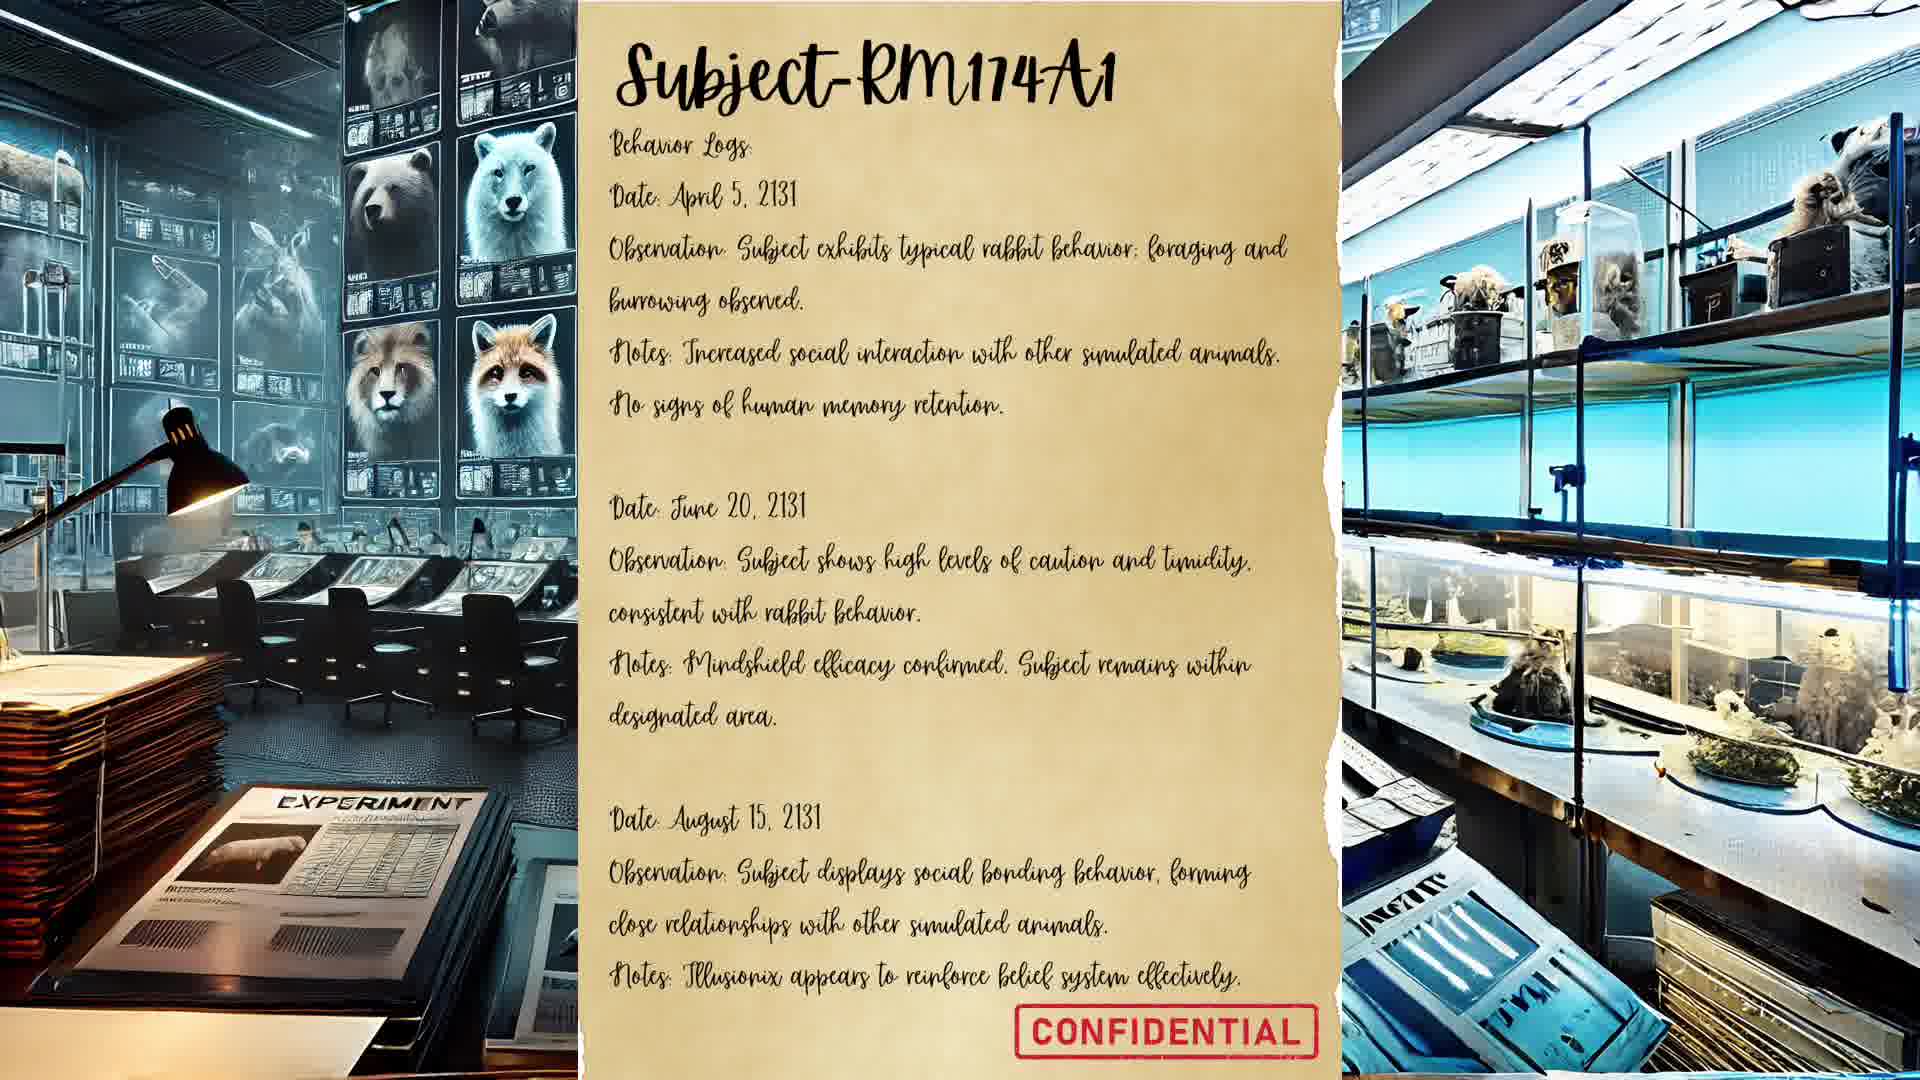 Subject-RM174A1
Behavior Logs:
Date: April 5, 2131
Observation: Subject exhibits typical rabbit behavior; foraging and
burrowing observed.
Notes: Increased social interaction with other simulated animals.
No signs of human memory retention.
Date: June 20, 2131
Observation: Subject shows high levels of caution and timidity,
consistent with rabbit behavior.
Notes: Mindshield efficacy confirmed. Subject remains within
designated area.
Date: August 15, 2131
Observation: Subject displays social bonding behavior, forming
close relationships with other simulated animals.
Notes: Illusionix appears to reinforce belief system effectively.
CONFIDENTIAL
EXPERIMENT